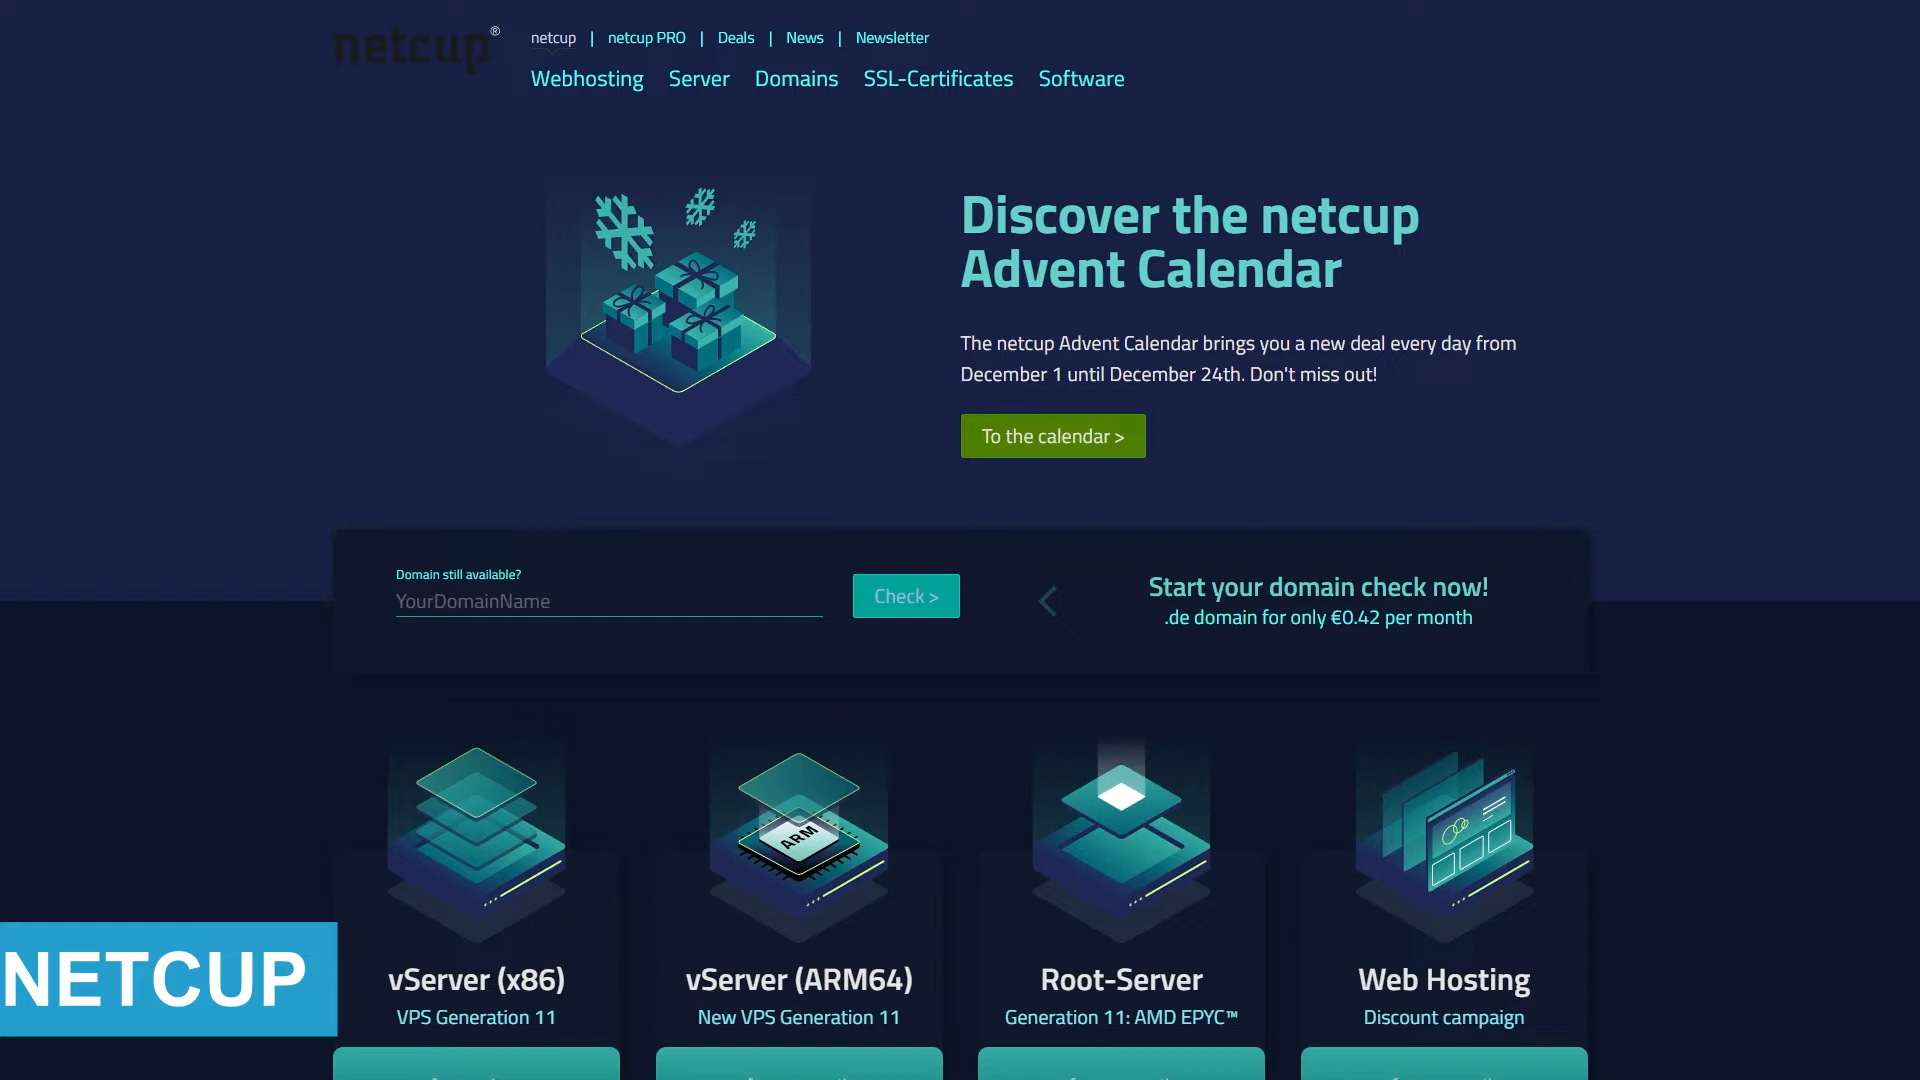 netcup®
netcup | netcup PRO | Deals | News | Newsletter
Webhosting Server Domains SSL-Certificates Software
Discover the netcup
Advent Calendar
The netcup Advent Calendar brings you a new deal every day from
December 1 until December 24th. Don't miss out!
To the calendar >
Domain still available?
YourDomainName
Check >
Start your domain check now!
.de domain for only €0.42 per month
ARM
vServer (x86)
VPS Generation 11
vServer (ARM64)
New VPS Generation 11
Root-Server
Generation 11: AMD EPYC™
Web Hosting
Discount campaign
NETCUP